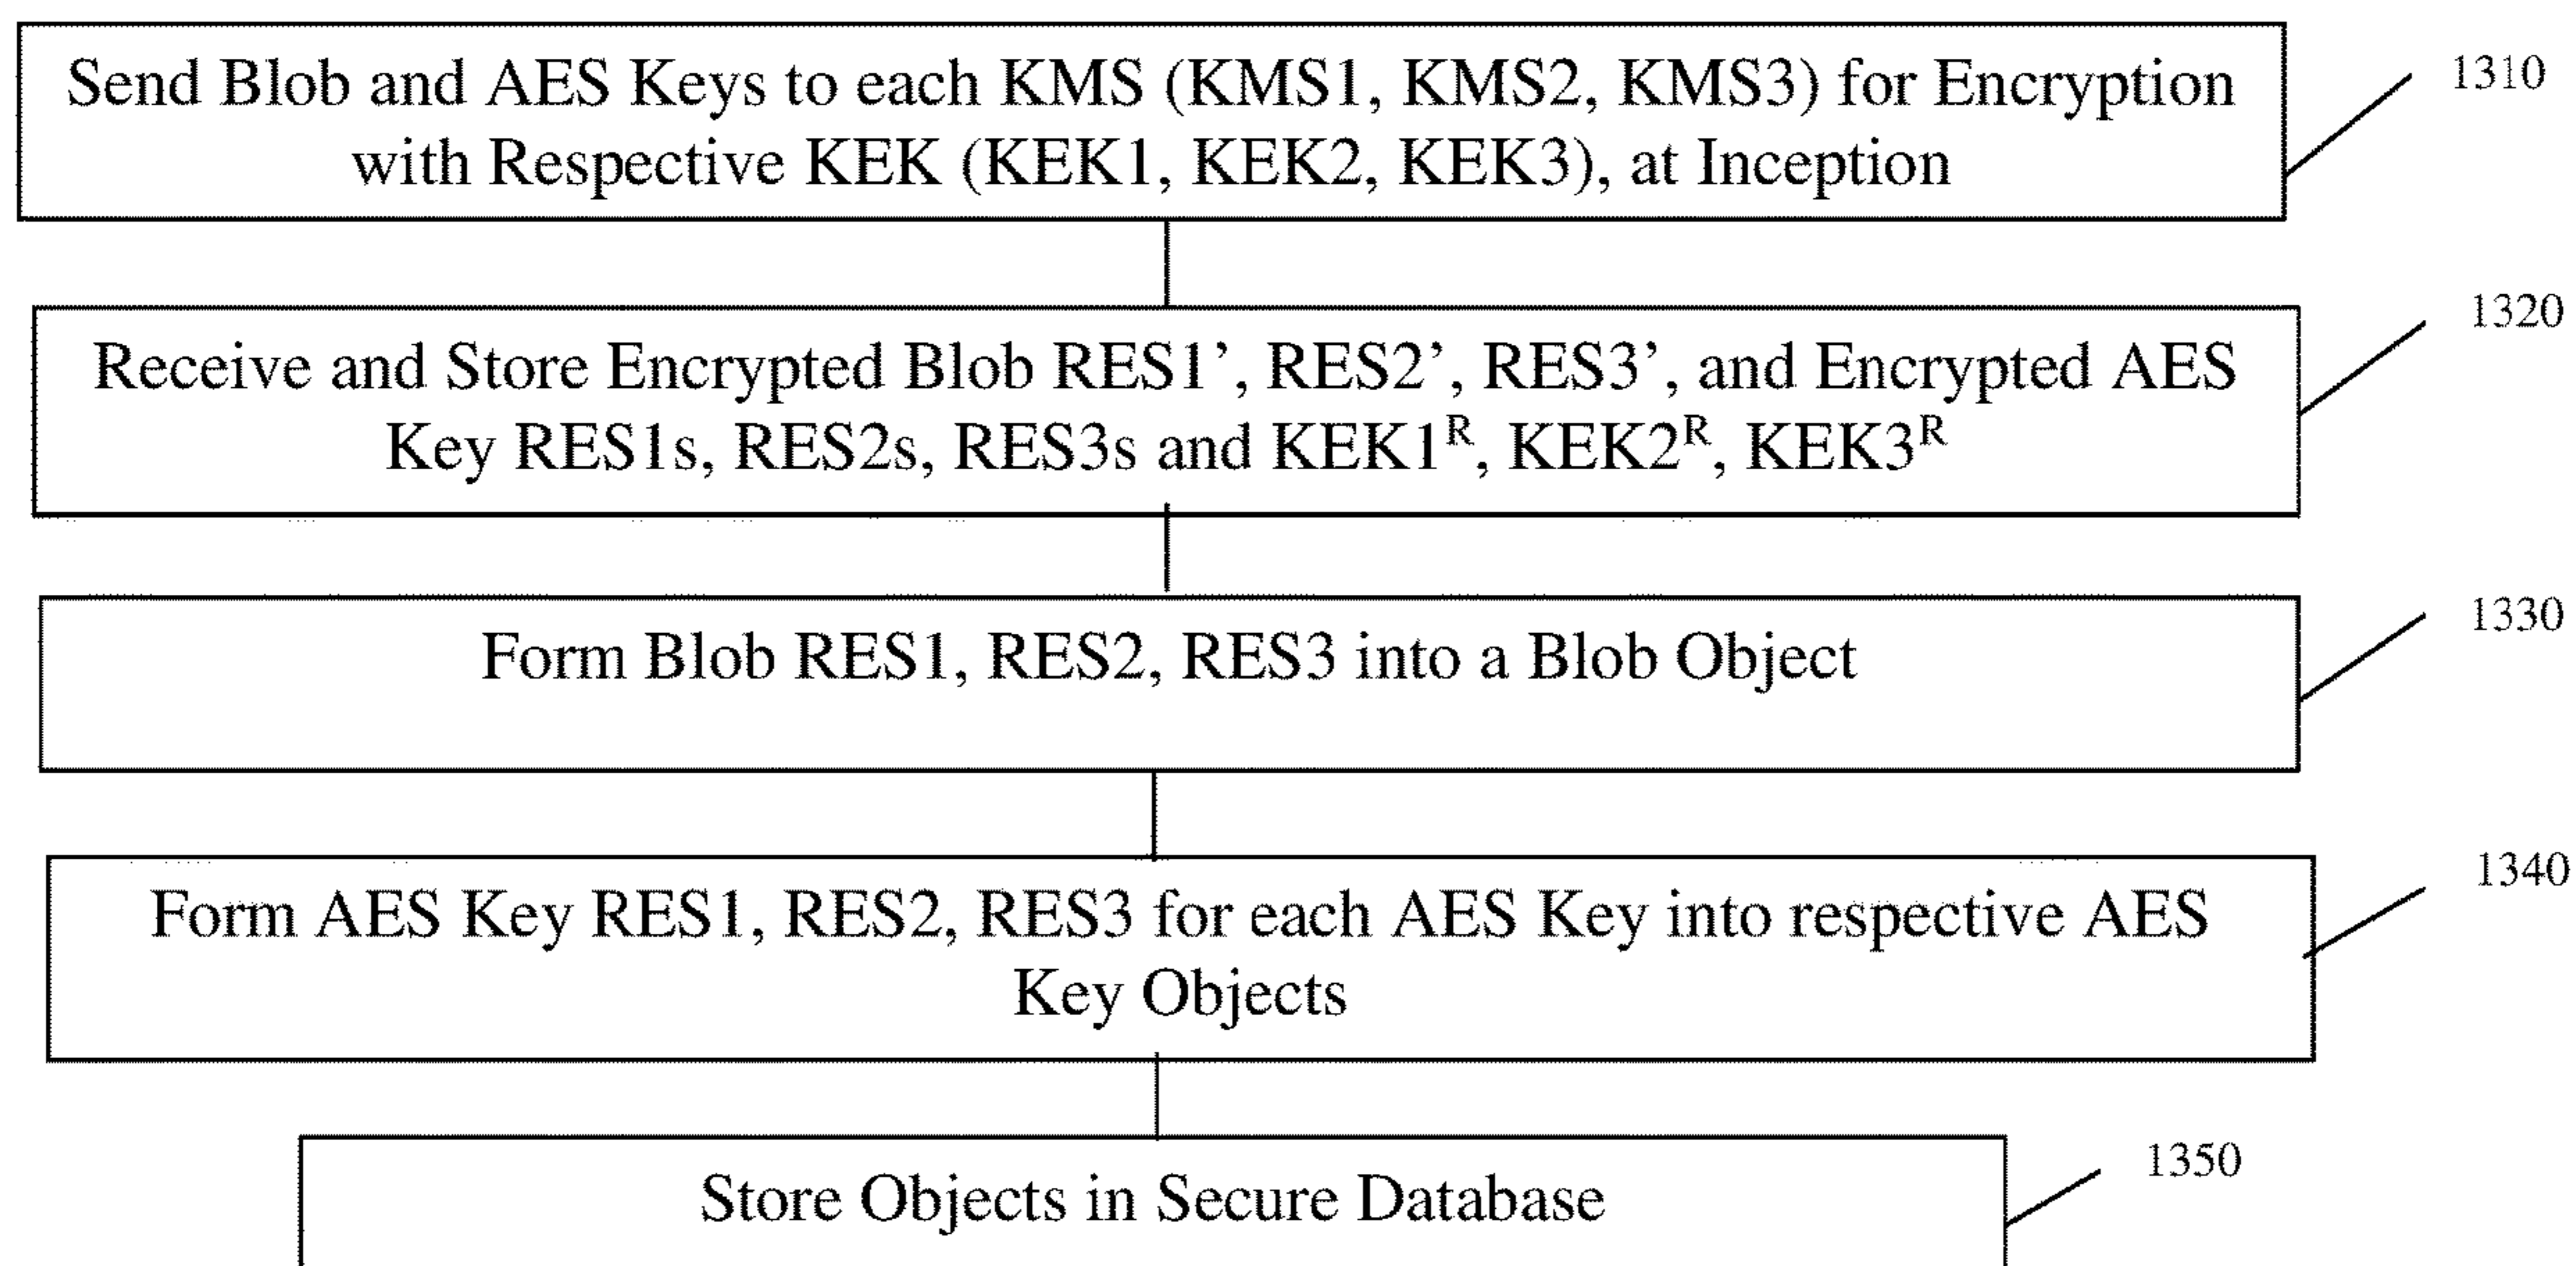 Send Blob and AES Keys to each KMS (KMS1, KMS2, KMS3) for Encryption
with Respective KEK (KEK1, KEK2, KEK3), at Inception
1310
Receive and Store Encrypted Blob RES1’, RES2’, RES3’, and Encrypted AES
Key RES1s, RES2s, RES3s and KEK1ᴿ, KEK2ᴿ, KEK3ᴿ
1320
Form Blob RES1, RES2, RES3 into a Blob Object
1330
Form AES Key RES1, RES2, RES3 for each AES Key into respective AES
Key Objects
1340
Store Objects in Secure Database
1350